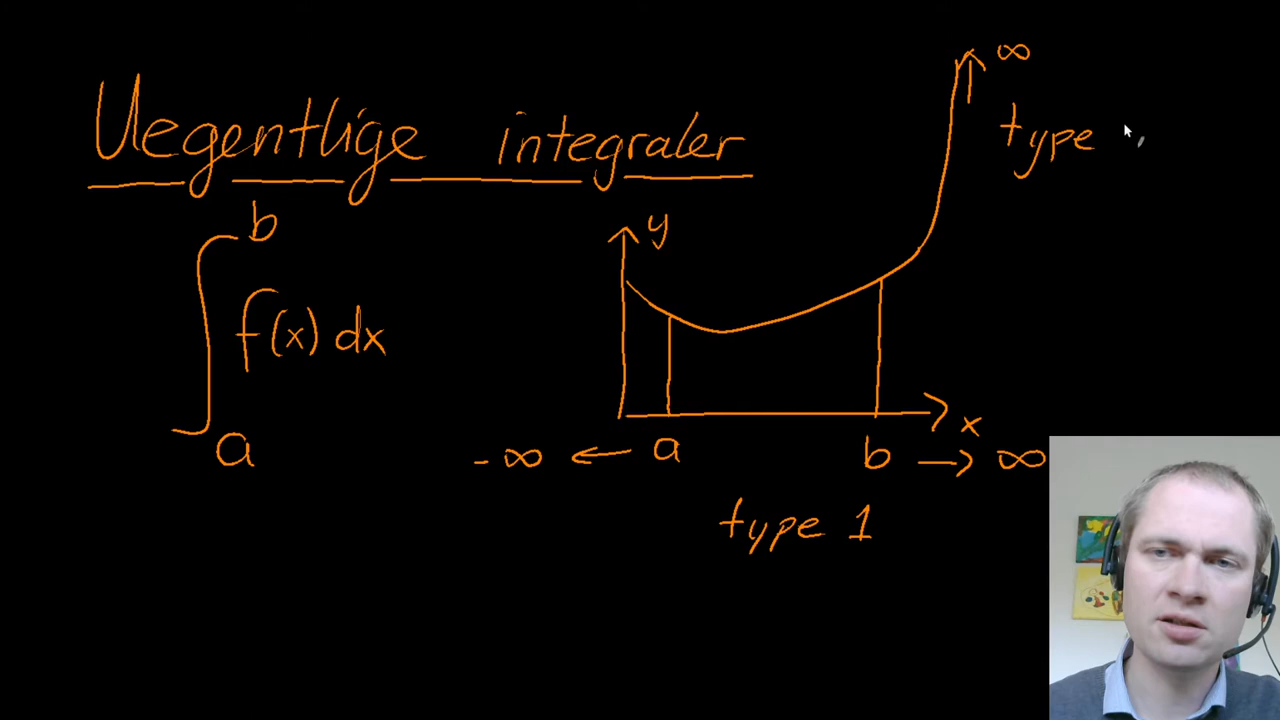 Uegentlige integraler
∞
type
b
∫ f(x) dx
a
y
x
-∞ ← a
b → ∞
type 1